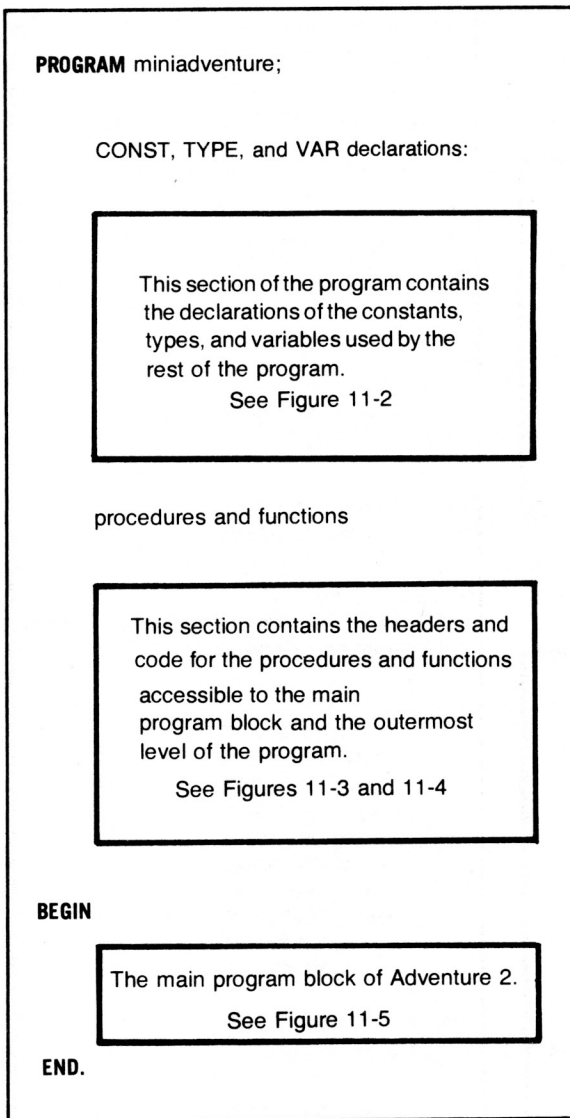 PROGRAM miniadventure;
CONST, TYPE, and VAR declarations:
This section of the program contains
the declarations of the constants,
types, and variables used by the
rest of the program.
See Figure 11-2
procedures and functions
This section contains the headers and
code for the procedures and functions
accessible to the main
program block and the outermost
level of the program.
See Figures 11-3 and 11-4
BEGIN
The main program block of Adventure 2.
See Figure 11-5
END.